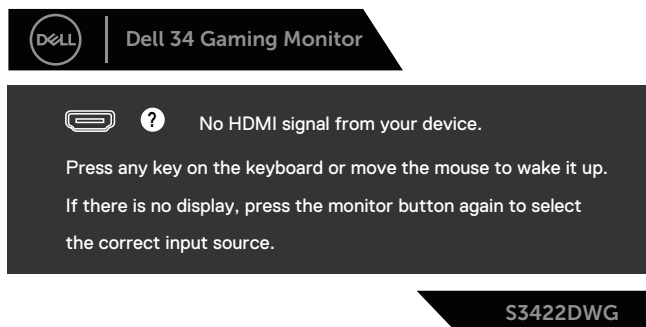 DELL
Dell 34 Gaming Monitor
? No HDMI signal from your device.
Press any key on the keyboard or move the mouse to wake it up.
If there is no display, press the monitor button again to select
the correct input source.
S3422DWG